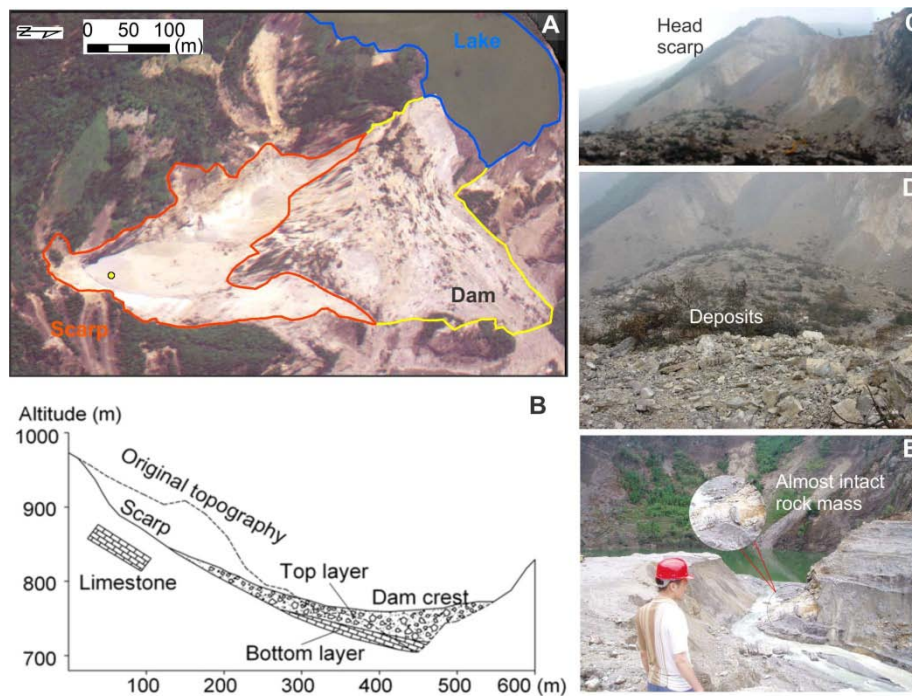 A
N
0 50 100
(m)
Lake
Dam
Scarp
B
Altitude (m)
1000
900
800
700
Original topography
Scarp
Limestone
Top layer
Dam crest
Bottom layer
100 200 300 400 500 600 (m)
C
Head
scarp
D
Deposits
E
Almost intact
rock mass